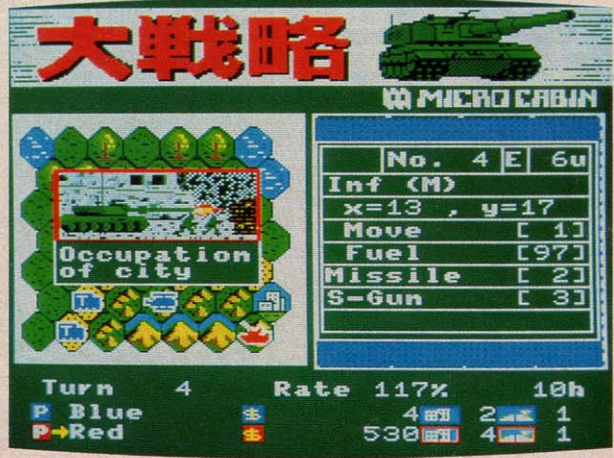 大戦略
MICRO CABIN
No. 4 E 6u
Inf (M)
x=13 , y=17
Move [ 1]
Fuel [97]
Missile [ 2]
S-Gun [ 3]
Occupation
of city
Turn 4 Rate 117% 10h
P Blue $ 4 2 1
P→Red $ 530 4 1